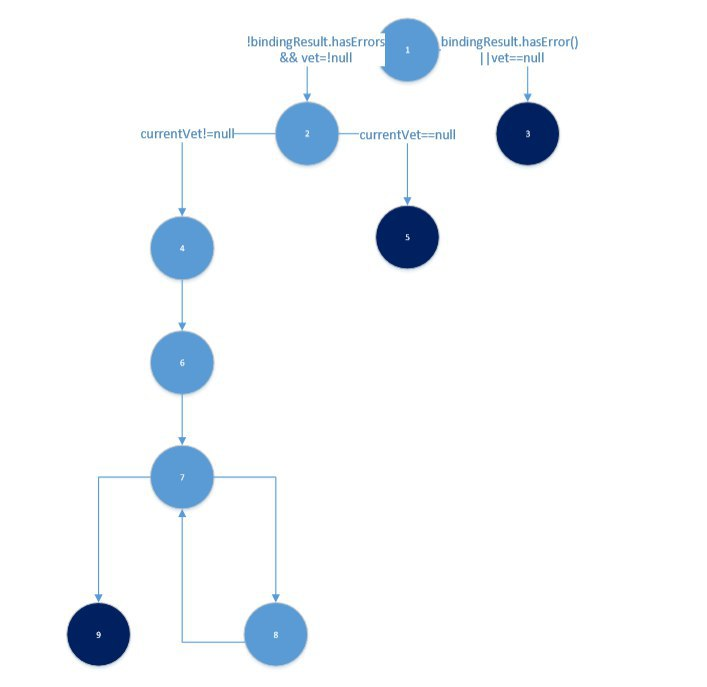 !bindingResult.hasErrors
&& vet=!null
1
bindingResult.hasError()
||vet==null
currentVet!=null
2
currentVet==null
3
4
5
6
7
9
8